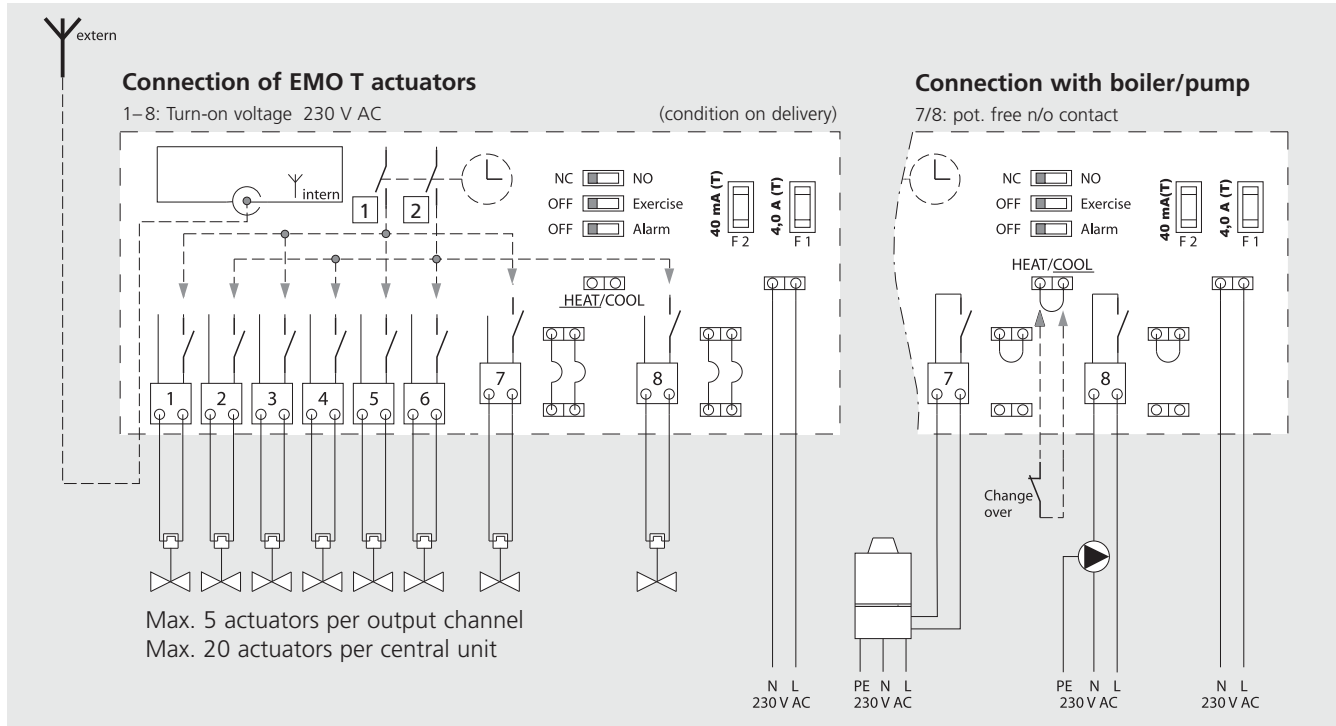 extern
Connection of EMO T actuators
1–8: Turn-on voltage 230 V AC
(condition on delivery)
intern
1
2
NC NO
OFF Exercise
OFF Alarm
40 mA (T)
F 2
4,0 A (T)
F 1
HEAT/COOL
1
2
3
4
5
6
7
8
Max. 5 actuators per output channel
Max. 20 actuators per central unit
N L
230 V AC
Connection with boiler/pump
7/8: pot. free n/o contact
NC NO
OFF Exercise
OFF Alarm
40 mA(T)
F 2
4,0 A (T)
F 1
HEAT/COOL
7
8
Change
over
PE N L
230 V AC
PE N L
230 V AC
N L
230 V AC